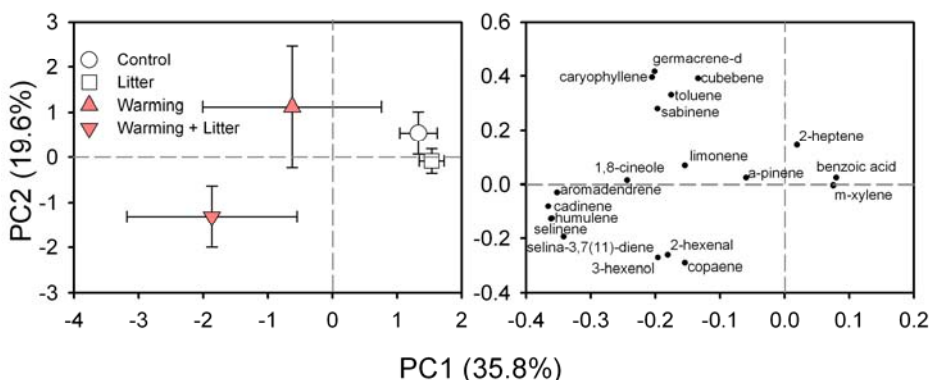 PC2 (19.6%)
3
2
1
0
-1
-2
-3
Control
Litter
Warming
Warming + Litter
-4 -3 -2 -1 0 1 2
0.6
0.4
0.2
0.0
-0.2
-0.4
germacrene-d
caryophyllene
cubebene
toluene
sabinene
2-heptene
limonene
1,8-cineole
a-pinene
benzoic acid
m-xylene
aromadendrene
cadinene
humulene
selinene
selina-3,7(11)-diene
2-hexenal
3-hexenol
copaene
-0.4 -0.3 -0.2 -0.1 0.0 0.1 0.2
PC1 (35.8%)